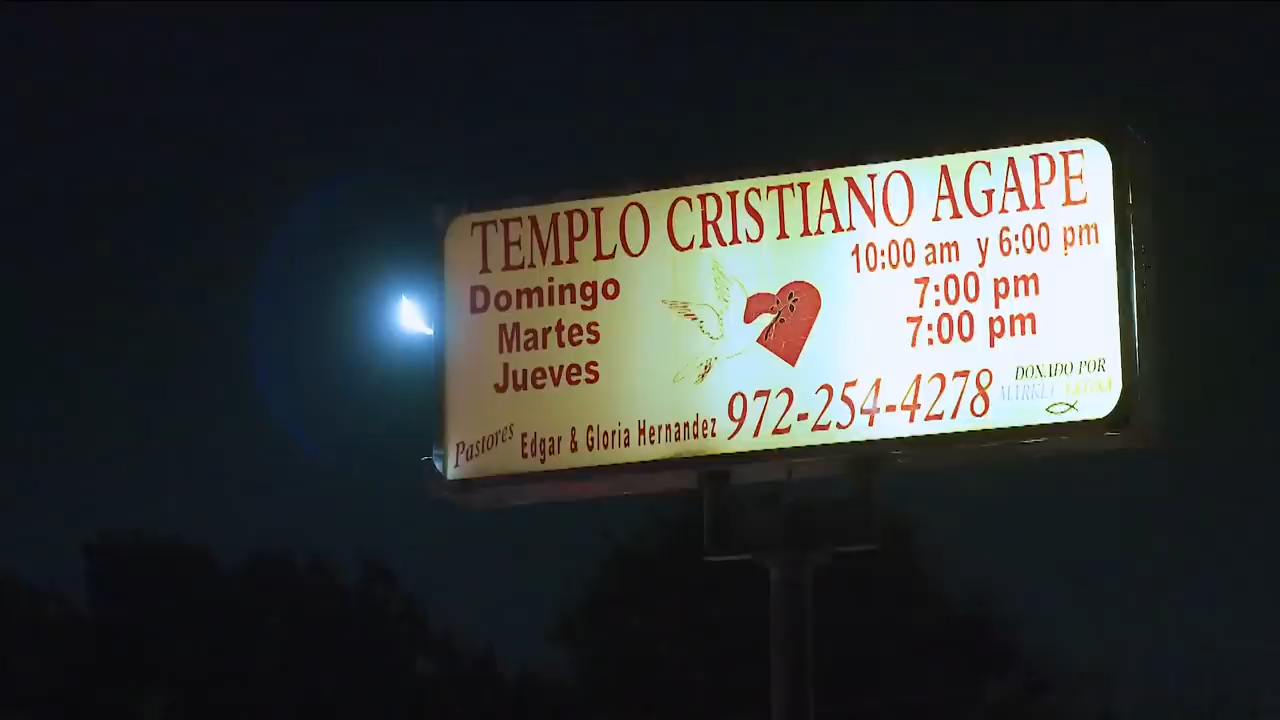 TEMPLO CRISTIANO AGAPE
Domingo 10:00 am y 6:00 pm
Martes 7:00 pm
Jueves 7:00 pm
Pastores Edgar & Gloria Hernandez 972-254-4278
DONADO POR